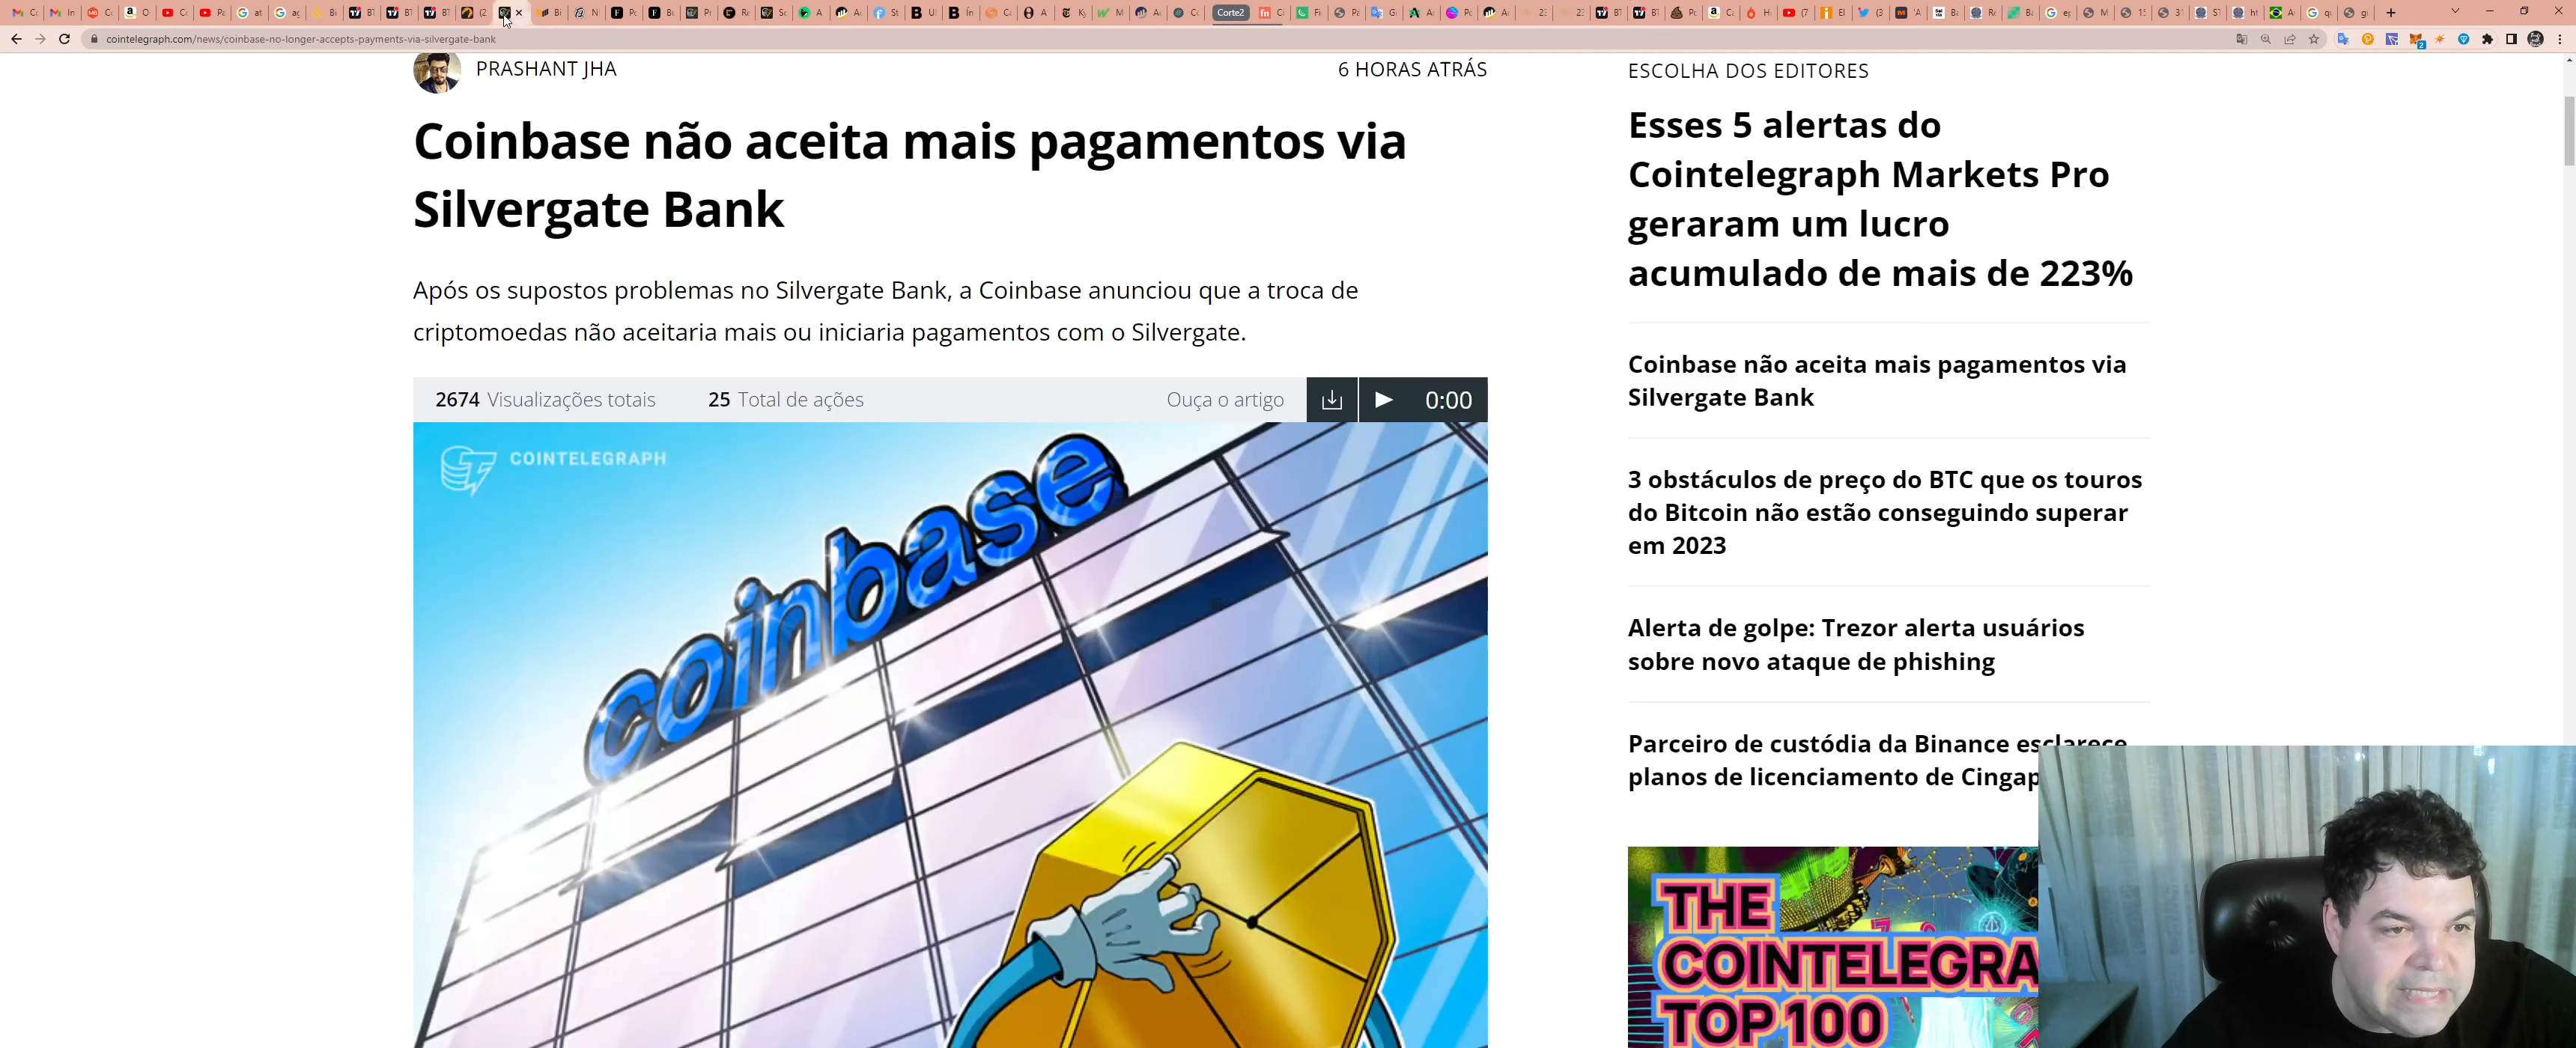 Corte2
cointelegraph.com/news/coinbase-no-longer-accepts-payments-via-silvergate-bank
PRASHANT JHA
6 HORAS ATRÁS
Coinbase não aceita mais pagamentos via
Silvergate Bank
Após os supostos problemas no Silvergate Bank, a Coinbase anunciou que a troca de
criptomoedas não aceitaria mais ou iniciaria pagamentos com o Silvergate.
2674 Visualizações totais 25 Total de ações Ouça o artigo 0:00
COINTELEGRAPH
coinbase
ESCOLHA DOS EDITORES
Esses 5 alertas do
Cointelegraph Markets Pro
geraram um lucro
acumulado de mais de 223%
Coinbase não aceita mais pagamentos via
Silvergate Bank
3 obstáculos de preço do BTC que os touros
do Bitcoin não estão conseguindo superar
em 2023
Alerta de golpe: Trezor alerta usuários
sobre novo ataque de phishing
Parceiro de custódia da Binance esclarece
planos de licenciamento de Cingap
THE
COINTELEGRA
TOP 100